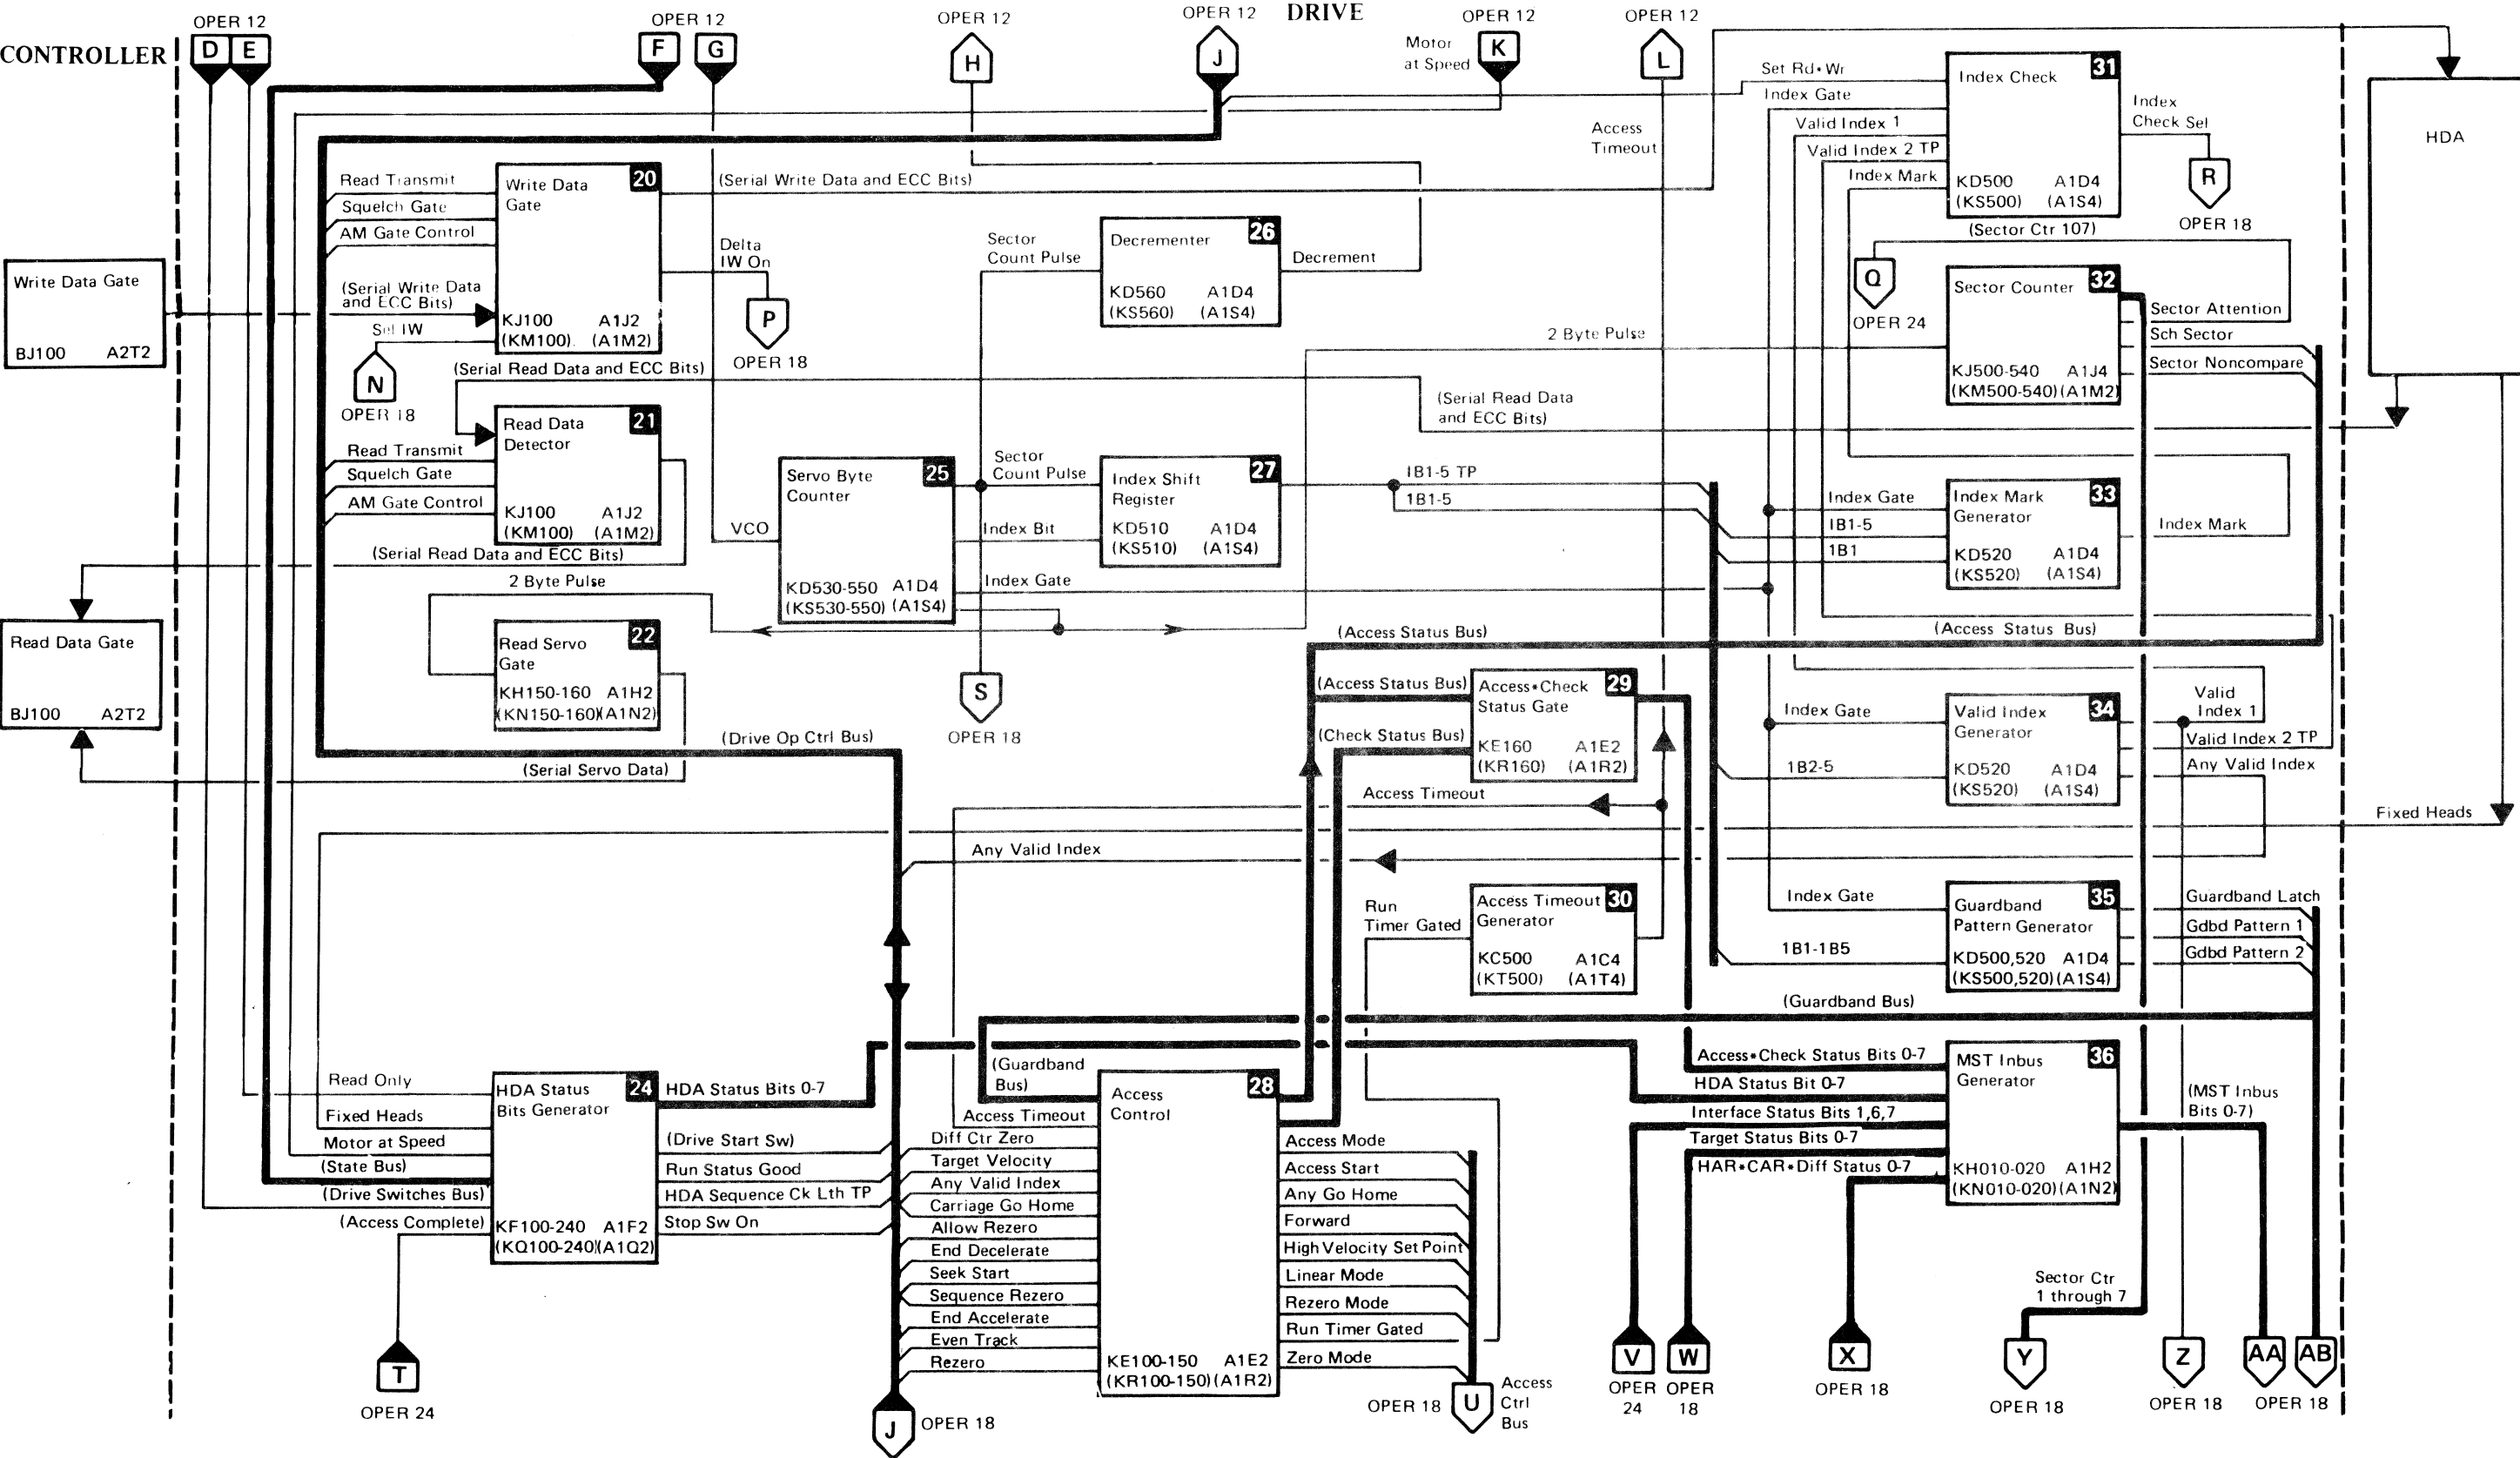 OPER 12
OPER 12
OPER 12
OPER 12
DRIVE
OPER 12
OPER 12
CONTROLLER
D
E
F
G
H
J
Motor
at Speed
K
L
Access
Timeout
Set Rd•Wr
Index Gate
Valid Index 1
Valid Index 2 TP
Index Mark
Index Check
31
KD500 A1D4
(KS500) (A1S4)
Index
Check Sel
R
OPER 18
HDA
Read Transmit
Squelch Gate
AM Gate Control
(Serial Write Data
and ECC Bits)
Sel IW
N
OPER 18
Write Data
Gate
20
KJ100 A1J2
(KM100) (A1M2)
(Serial Write Data and ECC Bits)
Delta
IW On
P
OPER 18
Write Data Gate
BJ100 A2T2
Sector
Count Pulse
Decrementer
26
KD560 A1D4
(KS560) (A1S4)
Decrement
(Sector Ctr 107)
Q
OPER 24
2 Byte Pulse
Sector Counter
32
KJ500-540 A1J4
(KM500-540) (A1M2)
Sector Attention
Sch Sector
Sector Noncompare
(Serial Read Data and ECC Bits)
(Serial Read Data
and ECC Bits)
Read Data
Detector
21
KJ100 A1J2
(KM100) (A1M2)
Read Transmit
Squelch Gate
AM Gate Control
(Serial Read Data and ECC Bits)
2 Byte Pulse
VCO
Servo Byte
Counter
25
KD530-550 A1D4
(KS530-550) (A1S4)
Sector
Count Pulse
Index Bit
Index Gate
Index Shift
Register
27
KD510 A1D4
(KS510) (A1S4)
IB1-5 TP
1B1-5
Index Gate
IB1-5
1B1
Index Mark
Generator
33
KD520 A1D4
(KS520) (A1S4)
Index Mark
Read Data Gate
BJ100 A2T2
Read Servo
Gate
22
KH150-160 A1H2
(KN150-160)(A1N2)
S
OPER 18
(Drive Op Ctrl Bus)
(Serial Servo Data)
(Access Status Bus)
(Access Status Bus)
(Access Status Bus)
(Check Status Bus)
Access•Check
Status Gate
29
KE160 A1E2
(KR160) (A1R2)
Access Timeout
Index Gate
1B2-5
Valid Index
Generator
34
KD520 A1D4
(KS520) (A1S4)
Valid
Index 1
Valid Index 2 TP
Any Valid Index
Fixed Heads
Any Valid Index
Run
Timer Gated
Access Timeout
Generator
30
KC500 A1C4
(KT500) (A1T4)
Index Gate
1B1-1B5
Guardband
Pattern Generator
35
KD500,520 A1D4
(KS500,520) (A1S4)
Guardband Latch
Gdbd Pattern 1
Gdbd Pattern 2
(Guardband Bus)
Read Only
Fixed Heads
Motor at Speed
(State Bus)
(Drive Switches Bus)
(Access Complete)
HDA Status
Bits Generator
24
KF100-240 A1F2
(KQ100-240)(A1Q2)
HDA Status Bits 0-7
(Drive Start Sw)
Run Status Good
HDA Sequence Ck Lth TP
Stop Sw On
T
OPER 24
(Guardband
Bus)
Access Timeout
Diff Ctr Zero
Target Velocity
Any Valid Index
Carriage Go Home
Allow Rezero
End Decelerate
Seek Start
Sequence Rezero
End Accelerate
Even Track
Rezero
J
OPER 18
Access
Control
28
KE100-150 A1E2
(KR100-150) (A1R2)
Access Mode
Access Start
Any Go Home
Forward
High Velocity Set Point
Linear Mode
Rezero Mode
Run Timer Gated
Zero Mode
OPER 18
U
Access
Ctrl
Bus
Access•Check Status Bits 0-7
HDA Status Bit 0-7
Interface Status Bits 1,6,7
Target Status Bits 0-7
HAR•CAR•Diff Status 0-7
MST Inbus
Generator
36
KH010-020 A1H2
(KN010-020) (A1N2)
(MST Inbus
Bits 0-7)
Sector Ctr
1 through 7
V
OPER
24
W
OPER
18
X
OPER 18
Y
OPER 18
Z
OPER 18
AA
AB
OPER 18